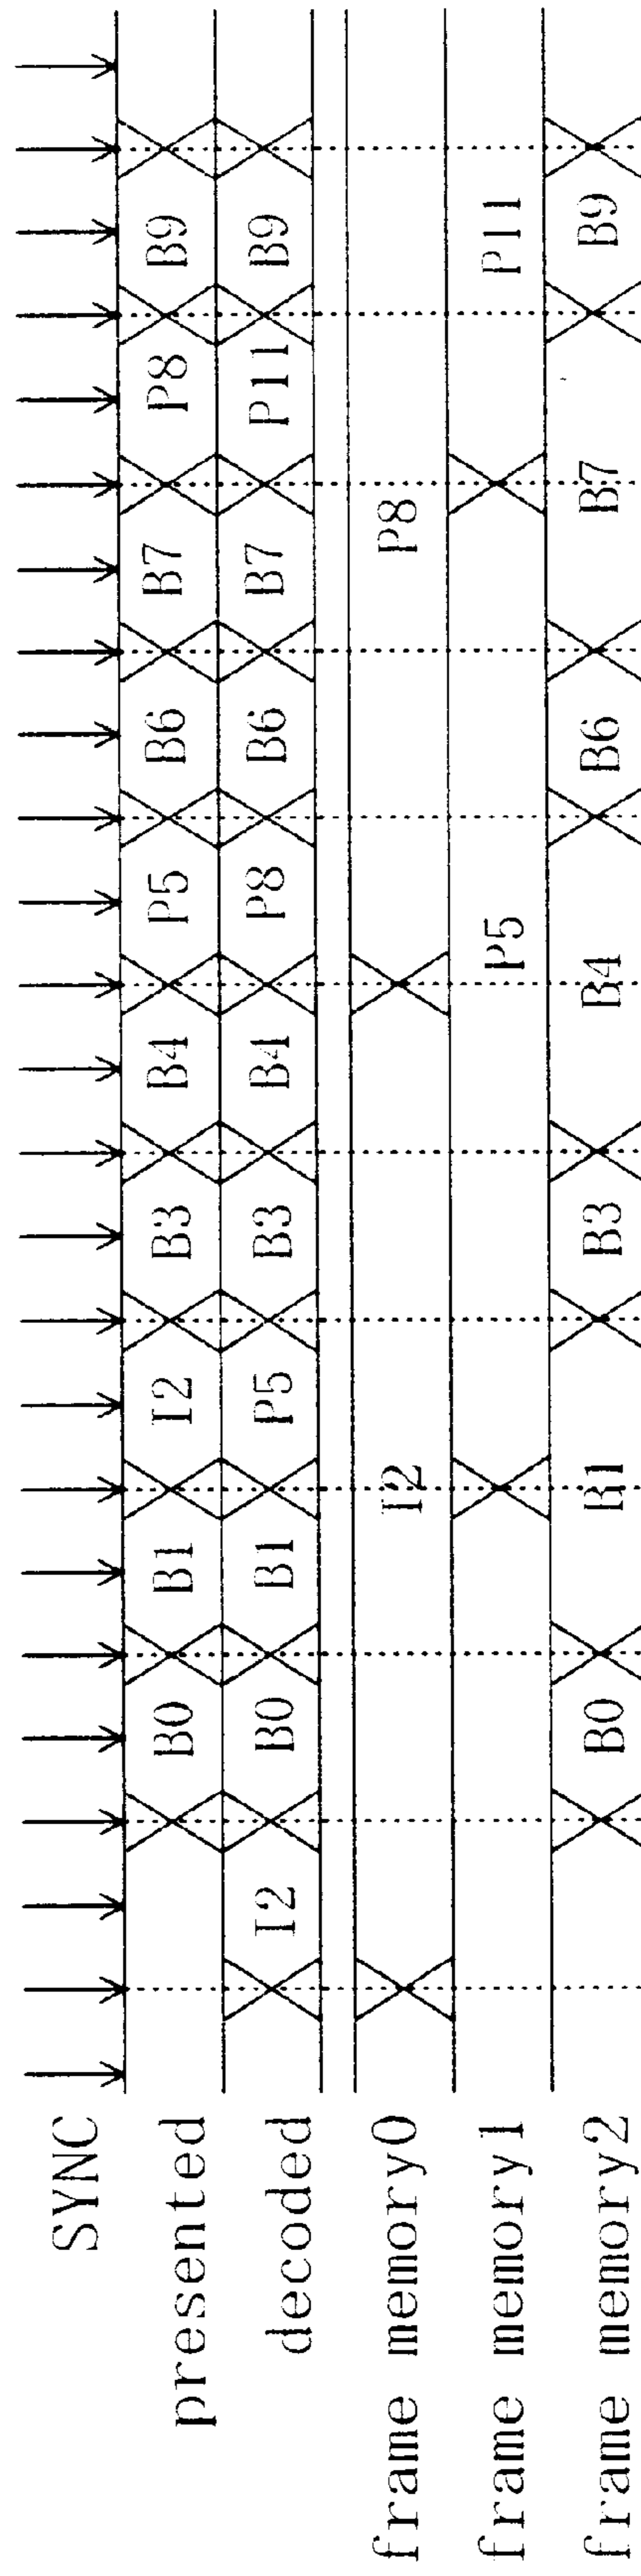 SYNC
presented B0 B1 I2 B3 B4 P5 B6 B7 P8 B9
decoded I2 B0 B1 P5 B3 B4 P8 B6 B7 P11 B9
frame memory0 I2 P8
frame memory1 P5 P11
frame memory2 B0 B1 B3 B4 B6 B7 B9